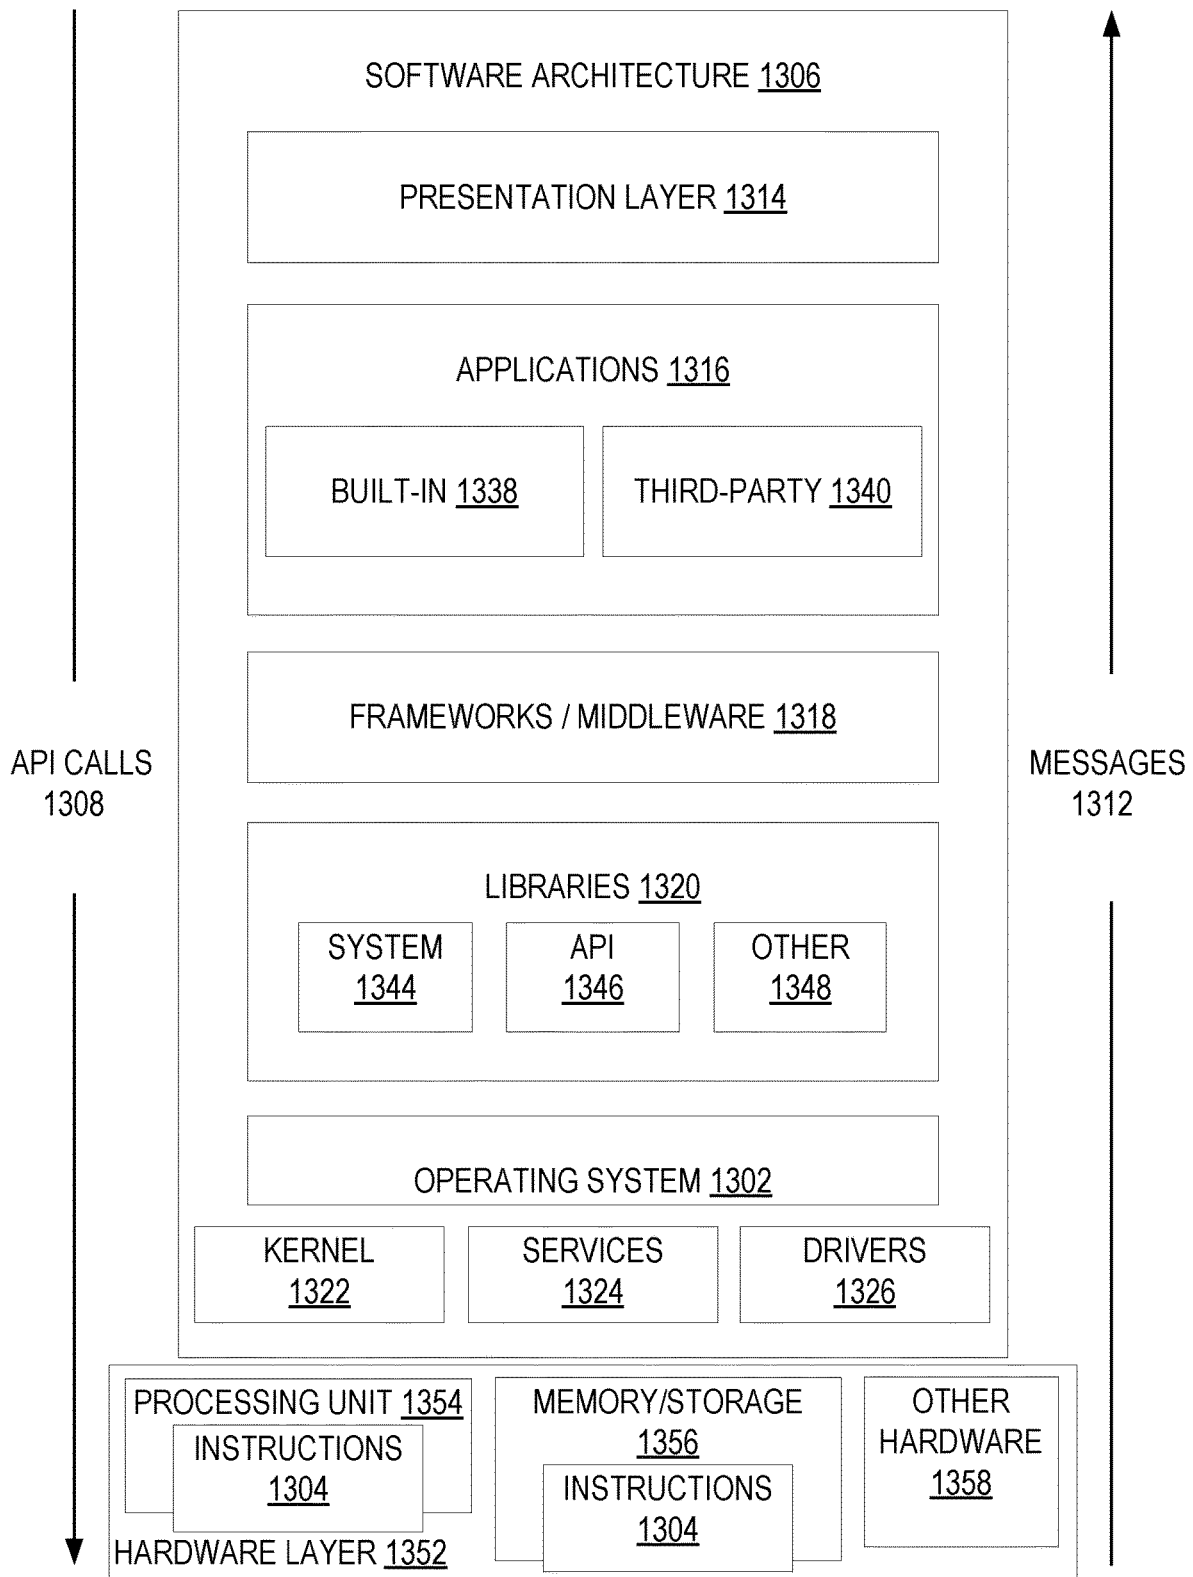 SOFTWARE ARCHITECTURE 1306
PRESENTATION LAYER 1314
APPLICATIONS 1316
BUILT-IN 1338
THIRD-PARTY 1340
FRAMEWORKS / MIDDLEWARE 1318
API CALLS
1308
MESSAGES
1312
LIBRARIES 1320
SYSTEM
1344
API
1346
OTHER
1348
OPERATING SYSTEM 1302
KERNEL
1322
SERVICES
1324
DRIVERS
1326
PROCESSING UNIT 1354
INSTRUCTIONS
1304
MEMORY/STORAGE
1356
INSTRUCTIONS
1304
OTHER
HARDWARE
1358
HARDWARE LAYER 1352